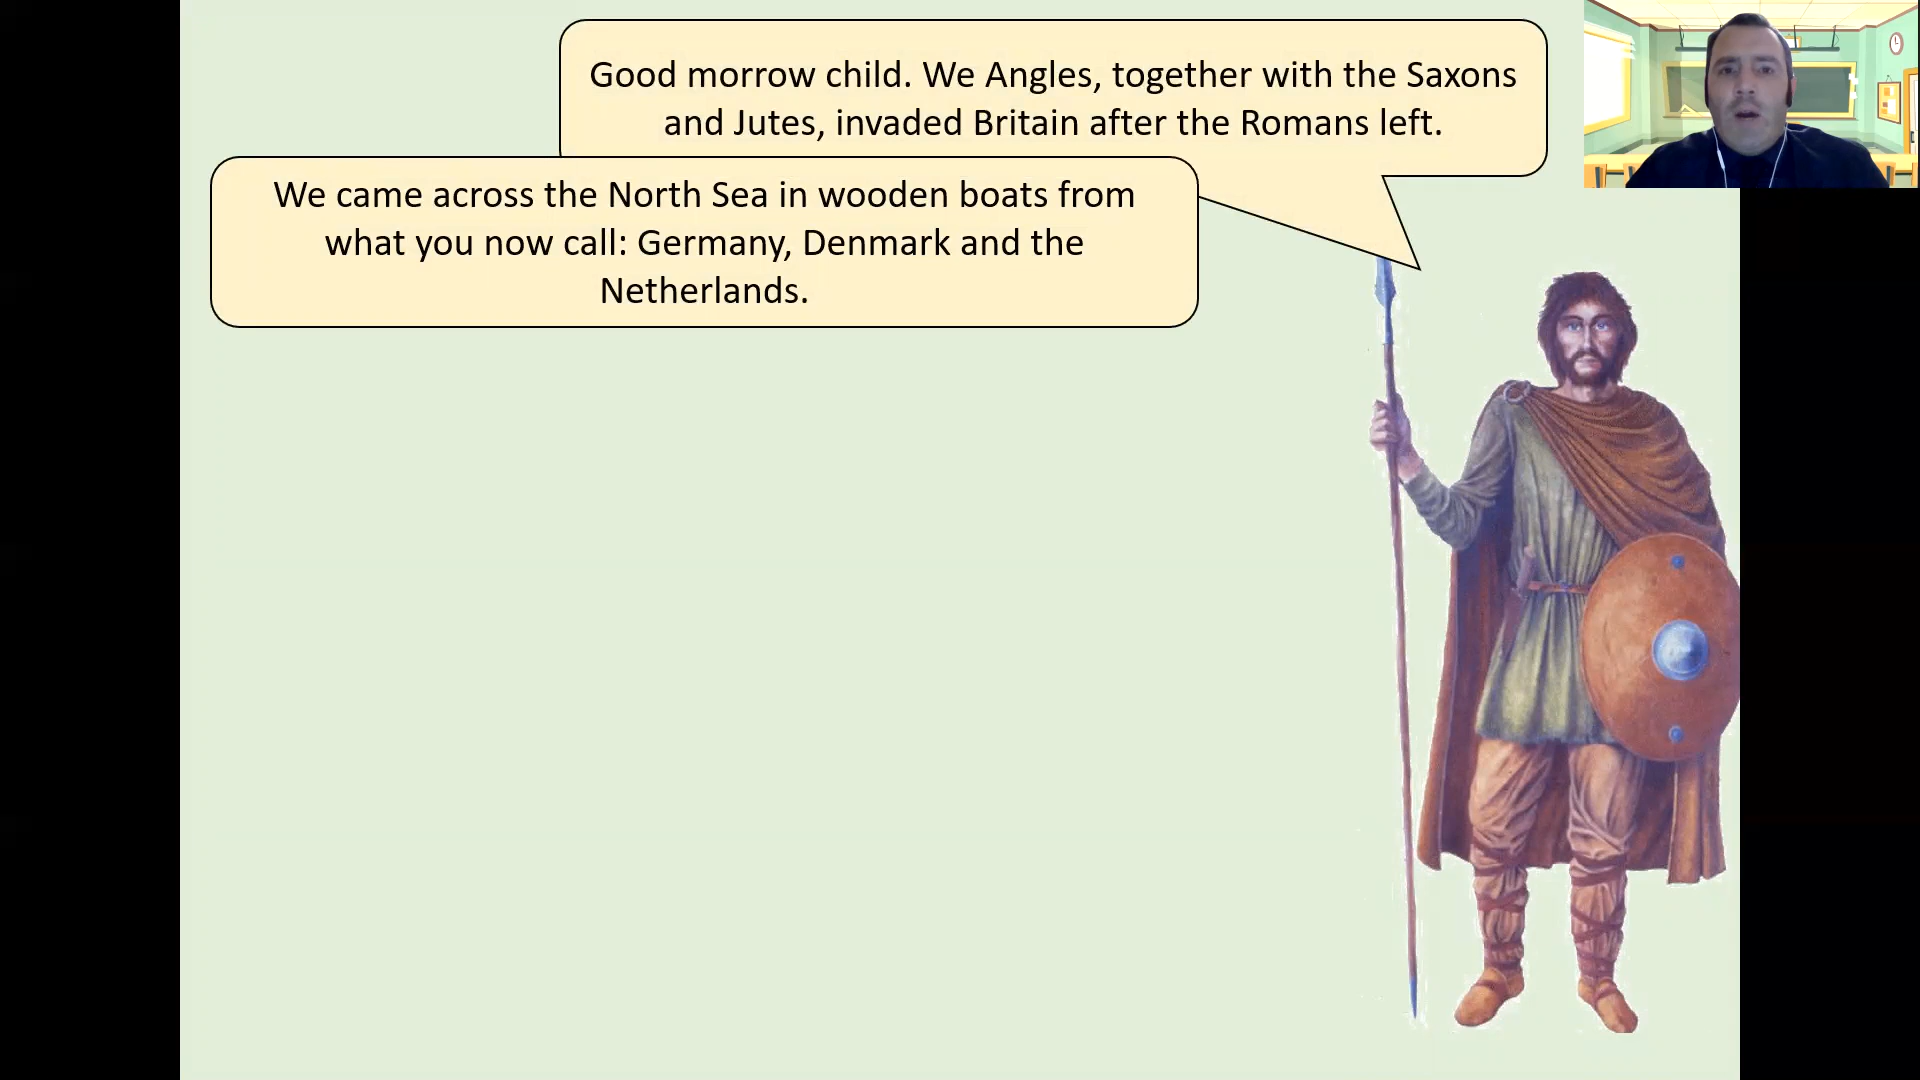 Good morrow child. We Angles, together with the Saxons
and Jutes, invaded Britain after the Romans left.
We came across the North Sea in wooden boats from
what you now call: Germany, Denmark and the
Netherlands.